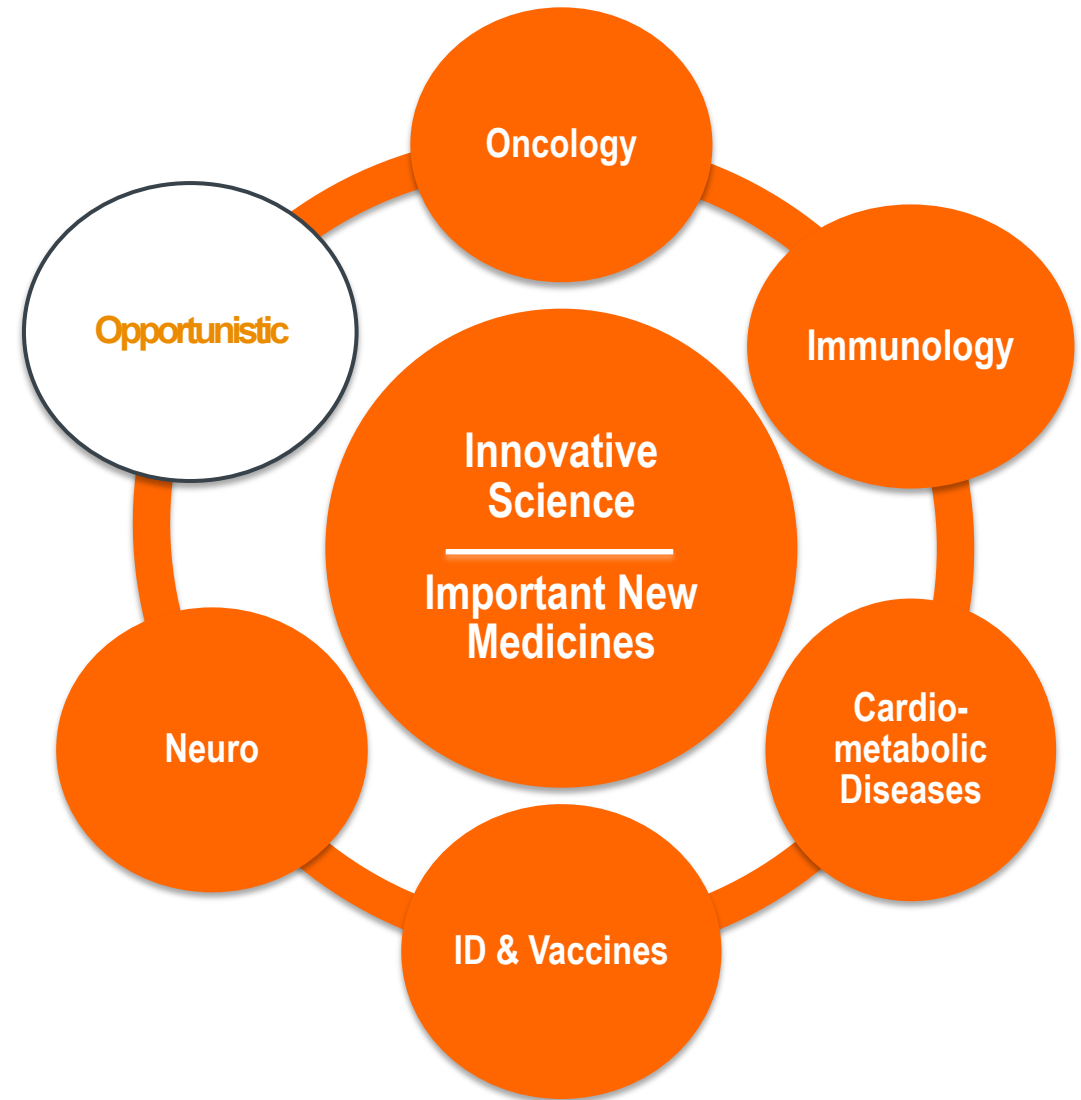 Oncology
Immunology
Cardio-
metabolic
Diseases
ID & Vaccines
Neuro
Opportunistic
Innovative
Science
Important New
Medicines